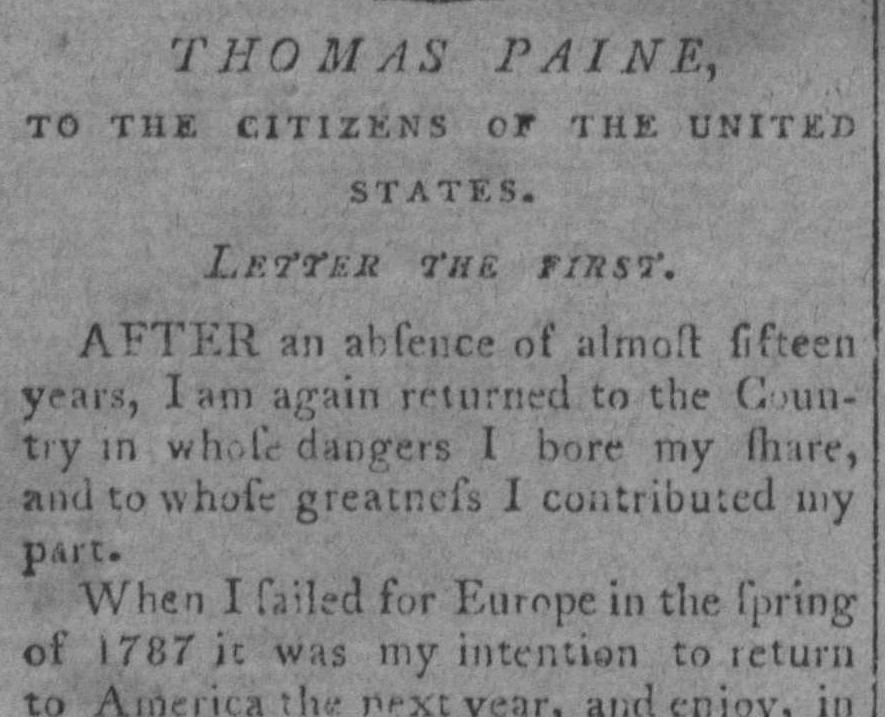 THOMAS PAINE,
TO THE CITIZENS OF THE UNITED
STATES.
LETTER THE FIRST.
AFTER an abſence of almoſt fifteen
years, I am again returned to the Coun-
try in whoſe dangers I bore my ſhare,
and to whoſe greatneſs I contributed my
part.
When I ſailed for Europe in the ſpring
of 1787 it was my intention to return
to America the next year, and enjoy, in